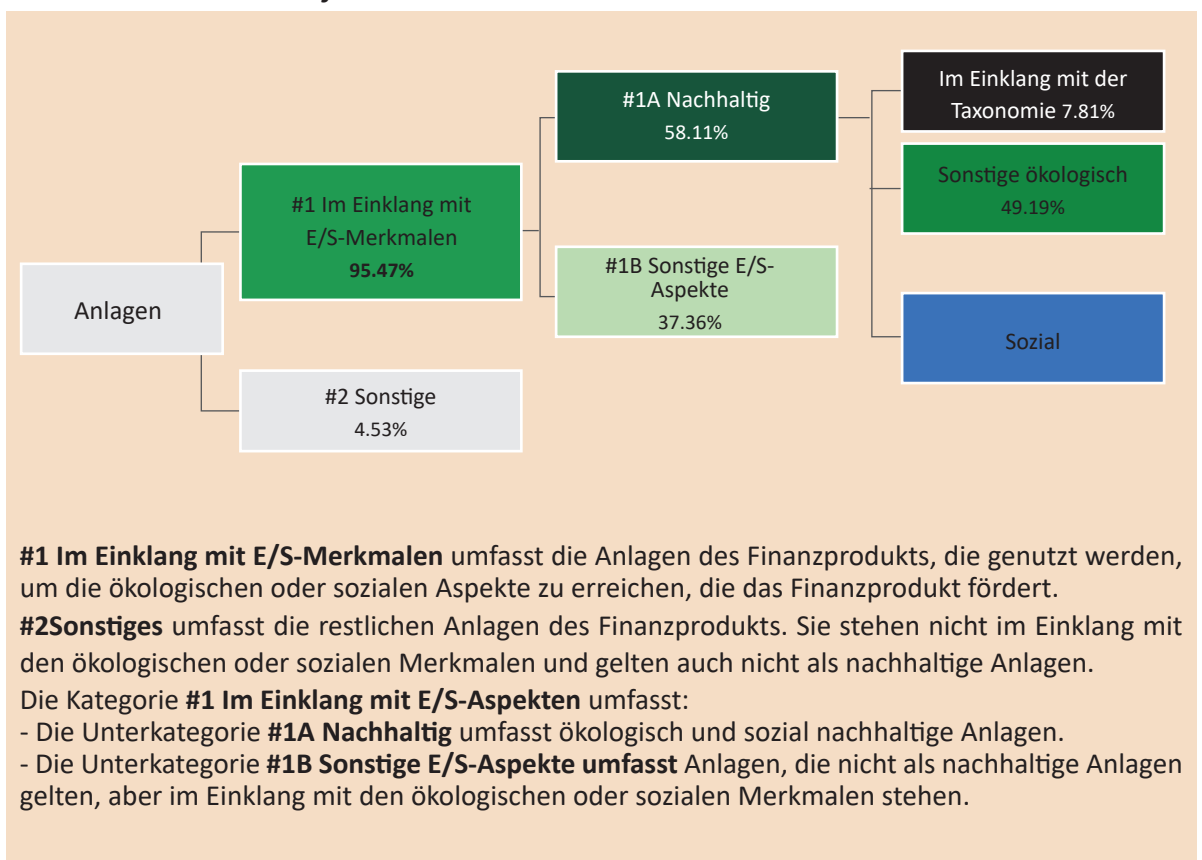 Anlagen
#1 Im Einklang mit
E/S-Merkmalen
95.47%
#2 Sonstige
4.53%
#1A Nachhaltig
58.11%
#1B Sonstige E/S-
Aspekte
37.36%
Im Einklang mit der
Taxonomie 7.81%
Sonstige ökologisch
49.19%
Sozial
#1 Im Einklang mit E/S-Merkmalen umfasst die Anlagen des Finanzprodukts, die genutzt werden,
um die ökologischen oder sozialen Aspekte zu erreichen, die das Finanzprodukt fördert.
#2Sonstiges umfasst die restlichen Anlagen des Finanzprodukts. Sie stehen nicht im Einklang mit
den ökologischen oder sozialen Merkmalen und gelten auch nicht als nachhaltige Anlagen.
Die Kategorie #1 Im Einklang mit E/S-Aspekten umfasst:
- Die Unterkategorie #1A Nachhaltig umfasst ökologisch und sozial nachhaltige Anlagen.
- Die Unterkategorie #1B Sonstige E/S-Aspekte umfasst Anlagen, die nicht als nachhaltige Anlagen
gelten, aber im Einklang mit den ökologischen oder sozialen Merkmalen stehen.